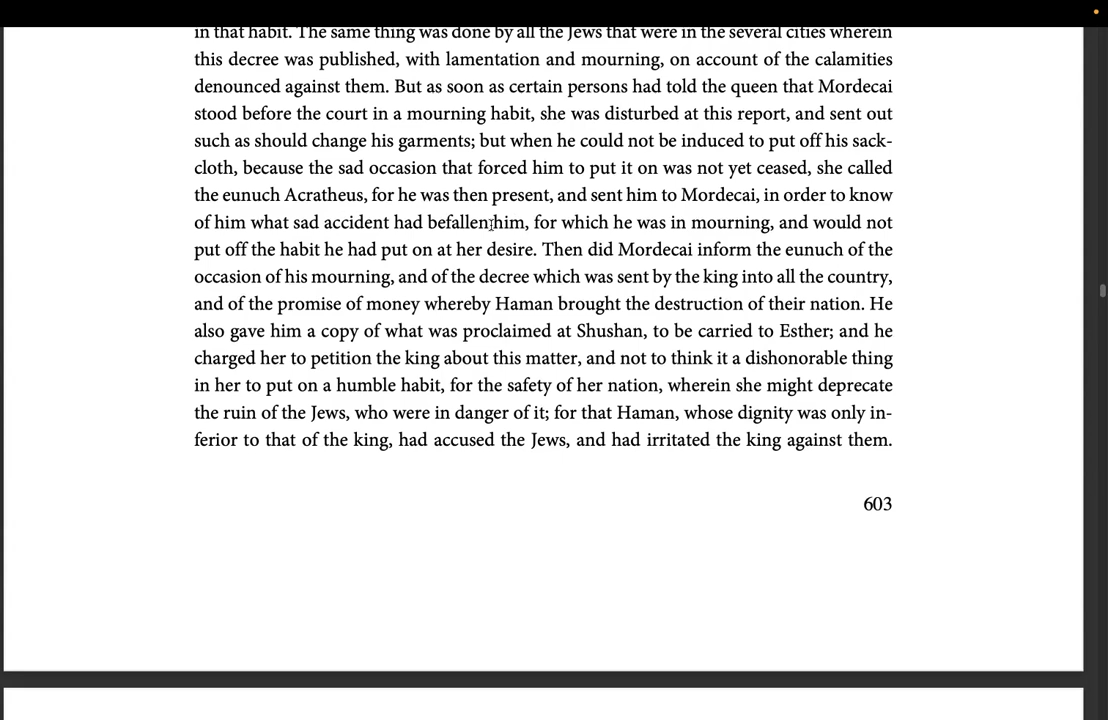 in that habit. The same thing was done by all the Jews that were in the several cities wherein
this decree was published, with lamentation and mourning, on account of the calamities
denounced against them. But as soon as certain persons had told the queen that Mordecai
stood before the court in a mourning habit, she was disturbed at this report, and sent out
such as should change his garments; but when he could not be induced to put off his sack-
cloth, because the sad occasion that forced him to put it on was not yet ceased, she called
the eunuch Acratheus, for he was then present, and sent him to Mordecai, in order to know
of him what sad accident had befallen him, for which he was in mourning, and would not
put off the habit he had put on at her desire. Then did Mordecai inform the eunuch of the
occasion of his mourning, and of the decree which was sent by the king into all the country,
and of the promise of money whereby Haman brought the destruction of their nation. He
also gave him a copy of what was proclaimed at Shushan, to be carried to Esther; and he
charged her to petition the king about this matter, and not to think it a dishonorable thing
in her to put on a humble habit, for the safety of her nation, wherein she might deprecate
the ruin of the Jews, who were in danger of it; for that Haman, whose dignity was only in-
ferior to that of the king, had accused the Jews, and had irritated the king against them.
603